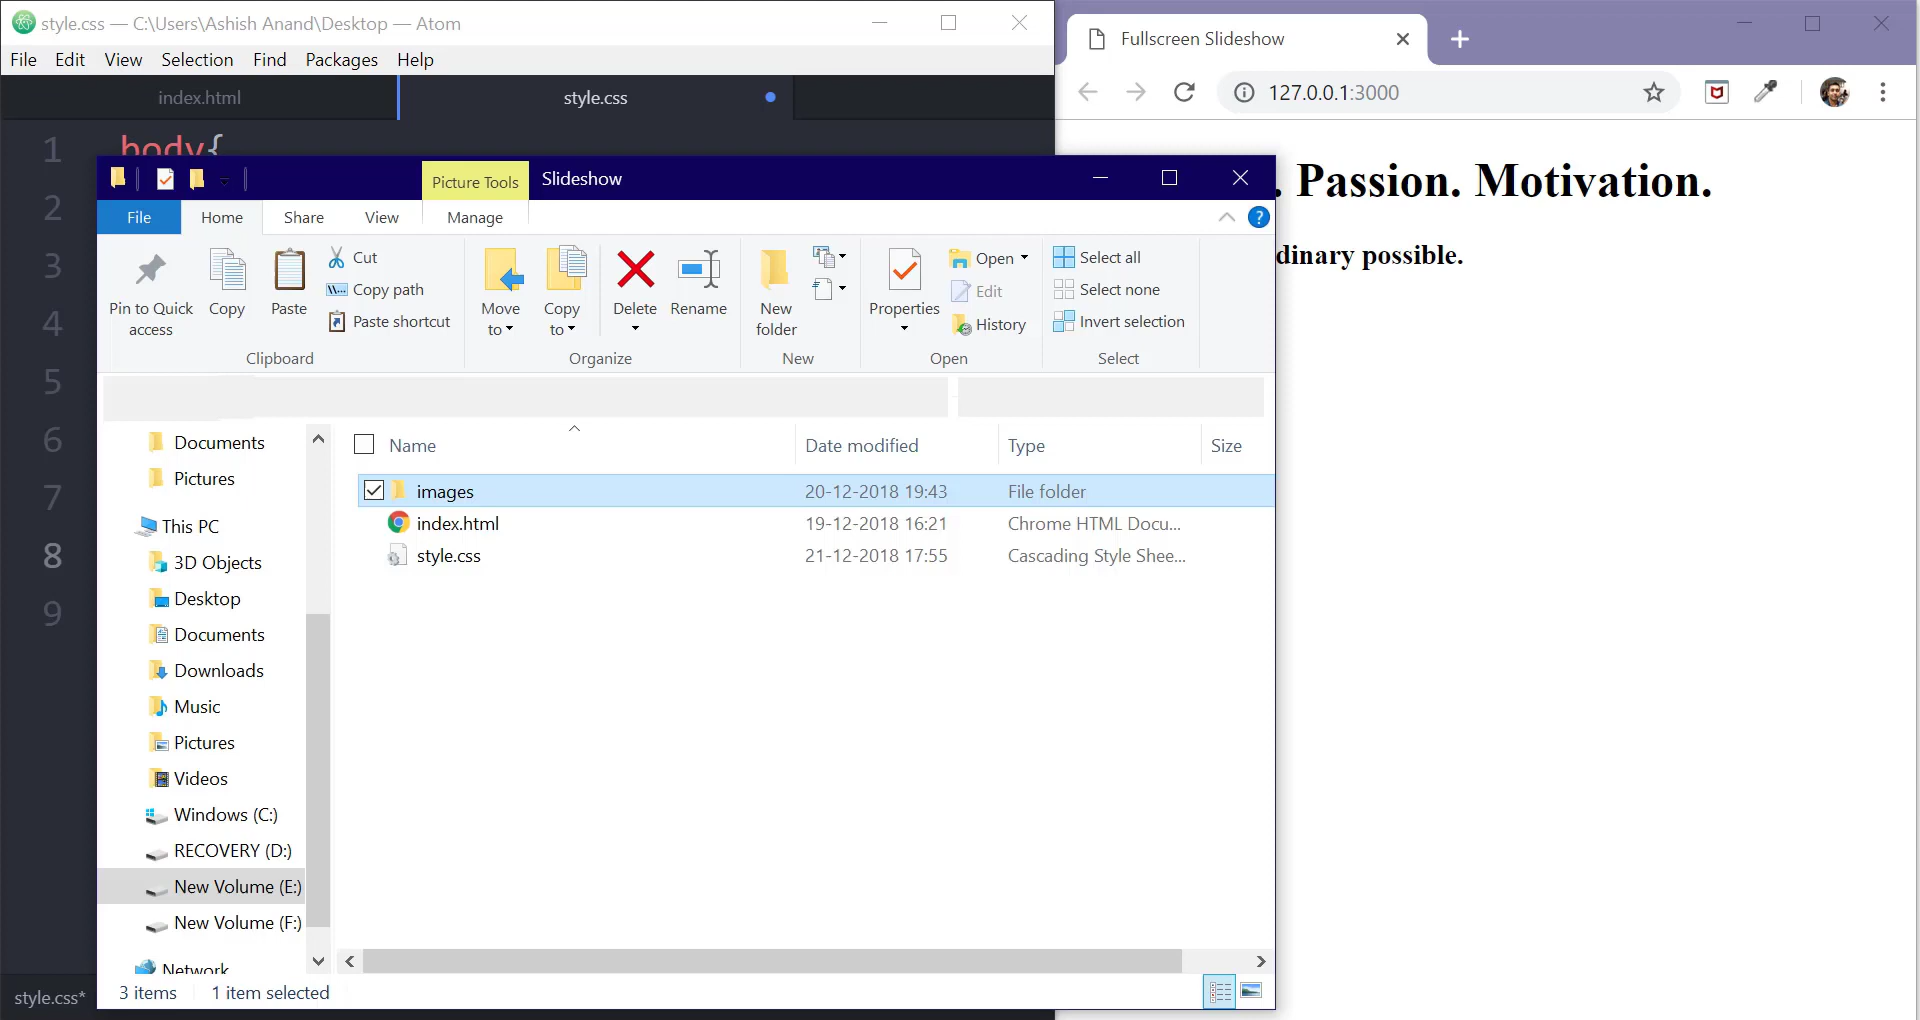 style.css — C:\Users\Ashish Anand\Desktop — Atom
File Edit View Selection Find Packages Help
index.html
style.css
1 body{
2
3
4
5
6
7
8
9
style.css*
Fullscreen Slideshow
127.0.0.1:3000
. Passion. Motivation.
dinary possible.
Picture Tools Slideshow
File Home Share View Manage
Pin to Quick access
Copy
Paste
Cut
Copy path
Paste shortcut
Clipboard
Move to
Copy to
Delete
Rename
Organize
New folder
New
Properties
Open
Edit
History
Open
Select all
Select none
Invert selection
Select
Documents
Pictures
This PC
3D Objects
Desktop
Documents
Downloads
Music
Pictures
Videos
Windows (C:)
RECOVERY (D:)
New Volume (E:)
New Volume (F:)
Network
Name Date modified Type Size
images 20-12-2018 19:43 File folder
index.html 19-12-2018 16:21 Chrome HTML Docu...
style.css 21-12-2018 17:55 Cascading Style Shee...
3 items 1 item selected